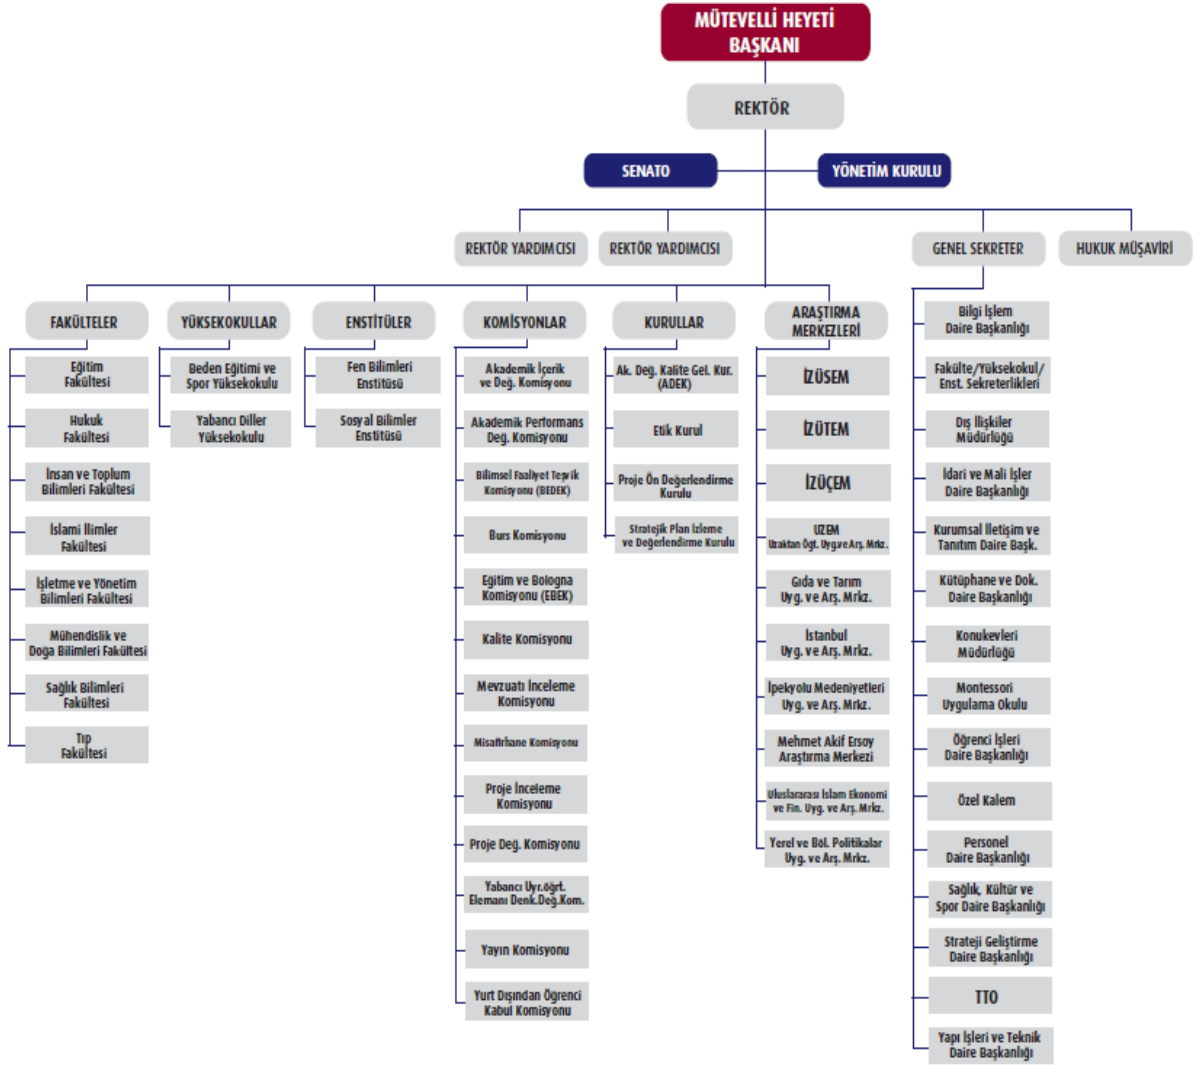 MÜTEVELLİ HEYETİ
BAŞKANI
REKTÖR
SENATO
YÖNETİM KURULU
REKTÖR YARDIMCISI
REKTÖR YARDIMCISI
GENEL SEKRETER
HUKUK MÜŞAVİRİ
FAKÜLTELER
Eğitim
Fakültesi
Hukuk
Fakültesi
İnsan ve Toplum
Bilimleri Fakültesi
İslami İlimler
Fakültesi
İşletme ve Yönetim
Bilimleri Fakültesi
Mühendislik ve
Doğa Bilimleri Fakültesi
Sağlık Bilimleri
Fakültesi
Tıp
Fakültesi
YÜKSEKOKULLAR
Beden Eğitimi ve
Spor Yüksekokulu
Yabancı Diller
Yüksekokulu
ENSTİTÜLER
Fen Bilimleri
Enstitüsü
Sosyal Bilimler
Enstitüsü
KOMİSYONLAR
Akademik İçerik
ve Değ. Komisyonu
Akademik Performans
Değ. Komisyonu
Bilimsel Faaliyet Teşvik
Komisyonu (BEDEK)
Burs Komisyonu
Eğitim ve Bologna
Komisyonu (EBEK)
Kalite Komisyonu
Mevzuatı İnceleme
Komisyonu
Misafirhane Komisyonu
Proje İnceleme
Komisyonu
Proje Değ. Komisyonu
Yabancı Uyr.öğrt.
Elemanı Denk.Değ.Kom.
Yayın Komisyonu
Yurt Dışından Öğrenci
Kabul Komisyonu
KURULLAR
Ak. Değ. Kalite Gel. Kur.
(ADEK)
Etik Kurul
Proje Ön Değerlendirme
Kurulu
Stratejik Plan İzleme
ve Değerlendirme Kurulu
ARAŞTIRMA
MERKEZLERİ
İZÜSEM
İZÜTEM
İZÜÇEM
UZEM
Uzaktan Öğt. Uyg.ve Arş. Mrkz.
Gıda ve Tarım
Uyg. ve Arş. Mrkz.
İstanbul
Uyg. ve Arş. Mrkz.
İpekyolu Medeniyetleri
Uyg. ve Arş. Mrkz.
Mehmet Akif Ersoy
Araştırma Merkezi
Uluslararası İslam Ekonomi
ve Fin. Uyg. ve Arş. Mrkz.
Yerel ve Böl. Politikalar
Uyg. ve Arş. Mrkz.
Bilgi İşlem
Daire Başkanlığı
Fakülte/Yüksekokul/
Enst. Sekreterlikleri
Dış İlişkiler
Müdürlüğü
İdari ve Mali İşler
Daire Başkanlığı
Kurumsal İletişim ve
Tanıtım Daire Başk.
Kütüphane ve Dok.
Daire Başkanlığı
Konukevleri
Müdürlüğü
Montessori
Uygulama Okulu
Öğrenci İşleri
Daire Başkanlığı
Özel Kalem
Personel
Daire Başkanlığı
Sağlık, Kültür ve
Spor Daire Başkanlığı
Strateji Geliştirme
Daire Başkanlığı
TTO
Yapı İşleri ve Teknik
Daire Başkanlığı